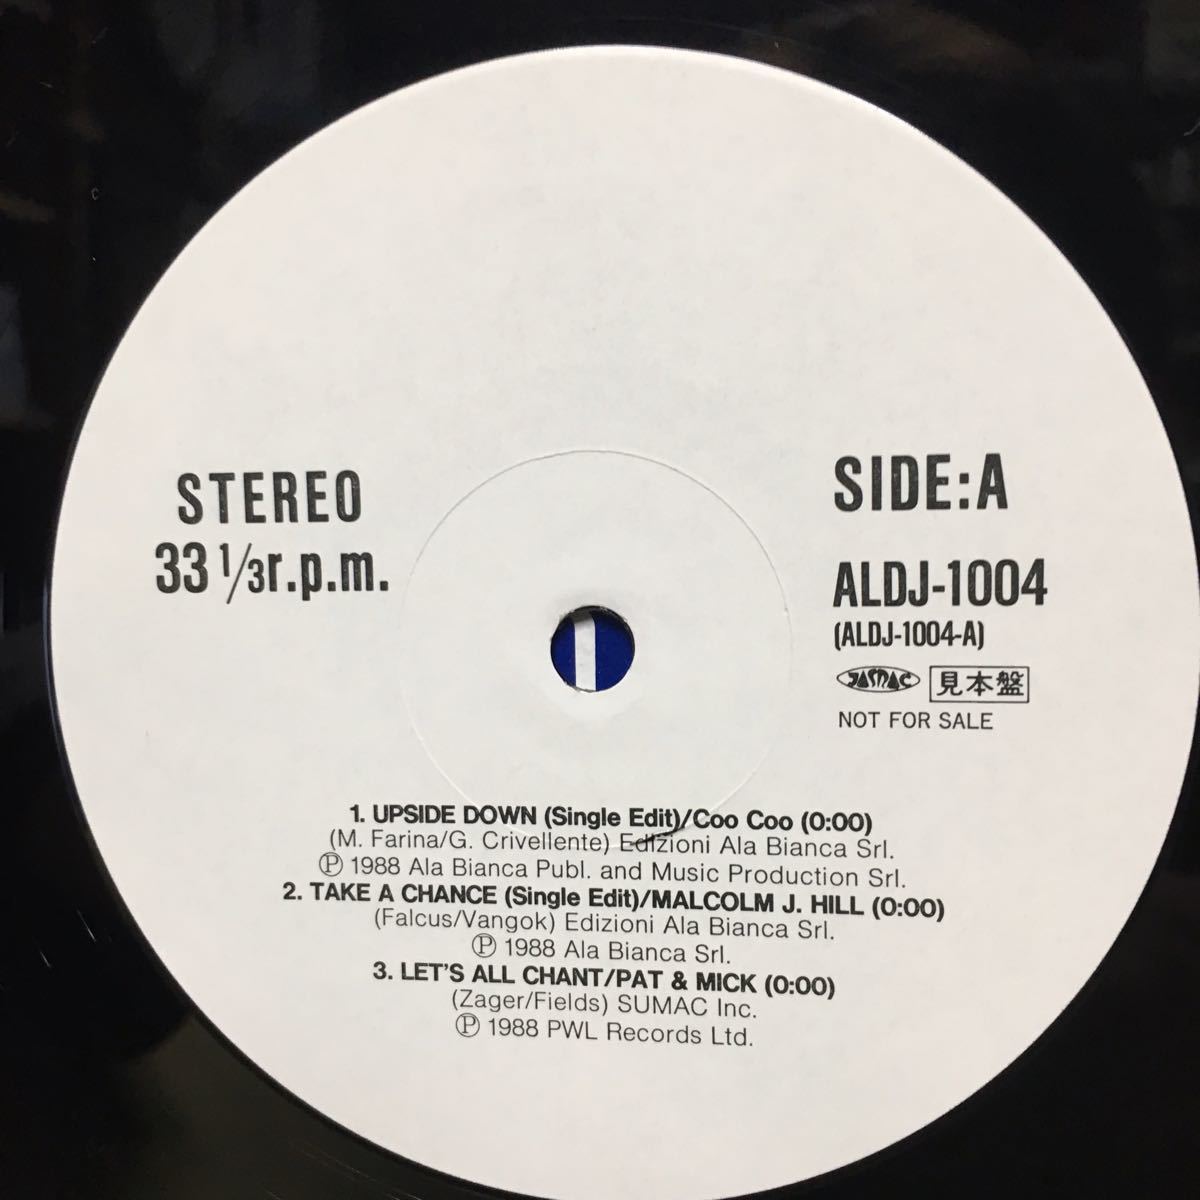 STEREO
33 1/3 r.p.m.
SIDE:A
ALDJ-1004
(ALDJ-1004-A)
JASRAC 見本盤
NOT FOR SALE
1. UPSIDE DOWN (Single Edit)/Coo Coo (0:00)
(M. Farina/G. Crivellente) Edizioni Ala Bianca Srl.
Ⓟ 1988 Ala Bianca Publ. and Music Production Srl.
2. TAKE A CHANCE (Single Edit)/MALCOLM J. HILL (0:00)
(Falcus/Vangok) Edizioni Ala Bianca Srl.
Ⓟ 1988 Ala Bianca Srl.
3. LET'S ALL CHANT/PAT & MICK (0:00)
(Zager/Fields) SUMAC Inc.
Ⓟ 1988 PWL Records Ltd.